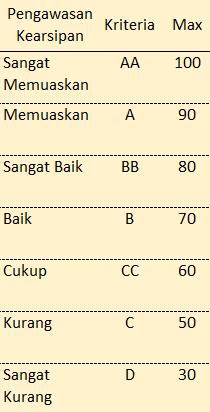 Pengawasan Kearsipan Kriteria Max
Sangat Memuaskan AA 100
Memuaskan A 90
Sangat Baik BB 80
Baik B 70
Cukup CC 60
Kurang C 50
Sangat Kurang D 30